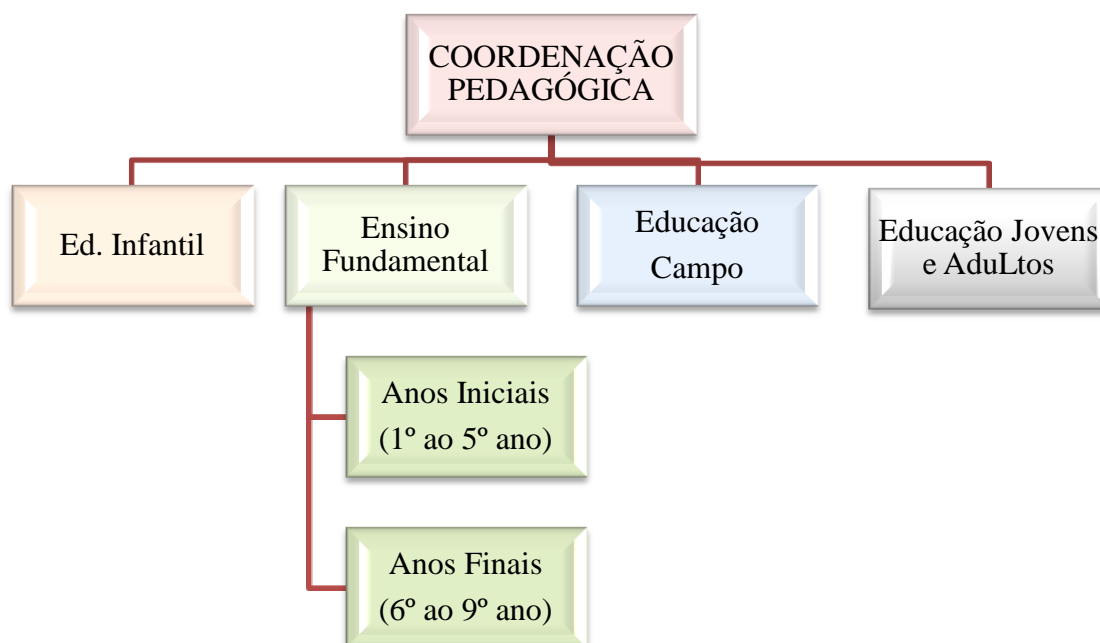 COORDENAÇÃO
PEDAGÓGICA
Ed. Infantil
Ensino
Fundamental
Educação
Campo
Educação Jovens
e AduLtos
Anos Iniciais
(1º ao 5º ano)
Anos Finais
(6º ao 9º ano)